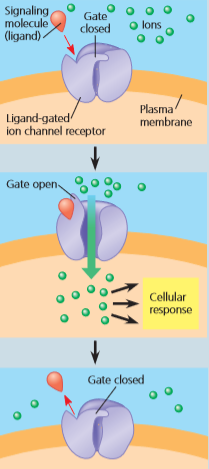 Signaling
molecule
(ligand)
Gate
closed
Ions
Plasma
membrane
Ligand-gated
ion channel receptor
Gate open
Cellular
response
Gate closed